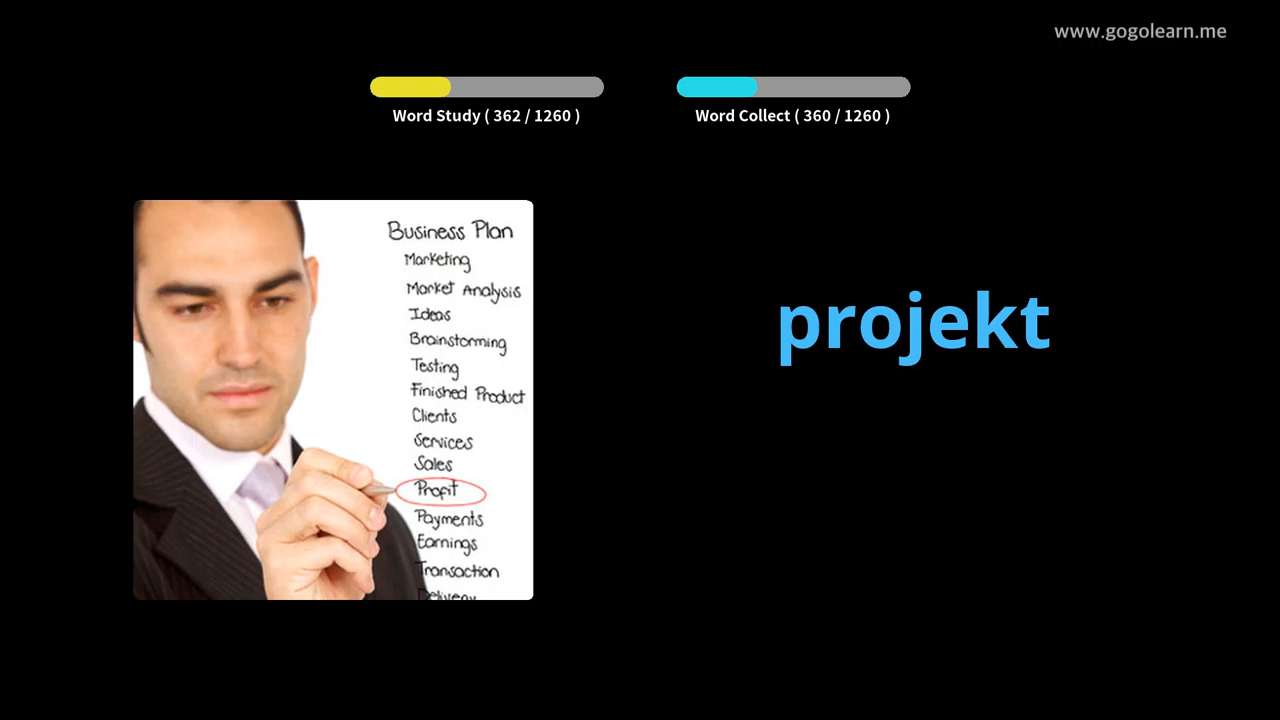 www.gogolearn.me
Word Study ( 362 / 1260 )
Word Collect ( 360 / 1260 )
Business Plan
Marketing
Market Analysis
Ideas
Brainstorming
Testing
Finished Product
Clients
Services
Sales
Profit
Payments
Earnings
Transaction
Delivery
projekt